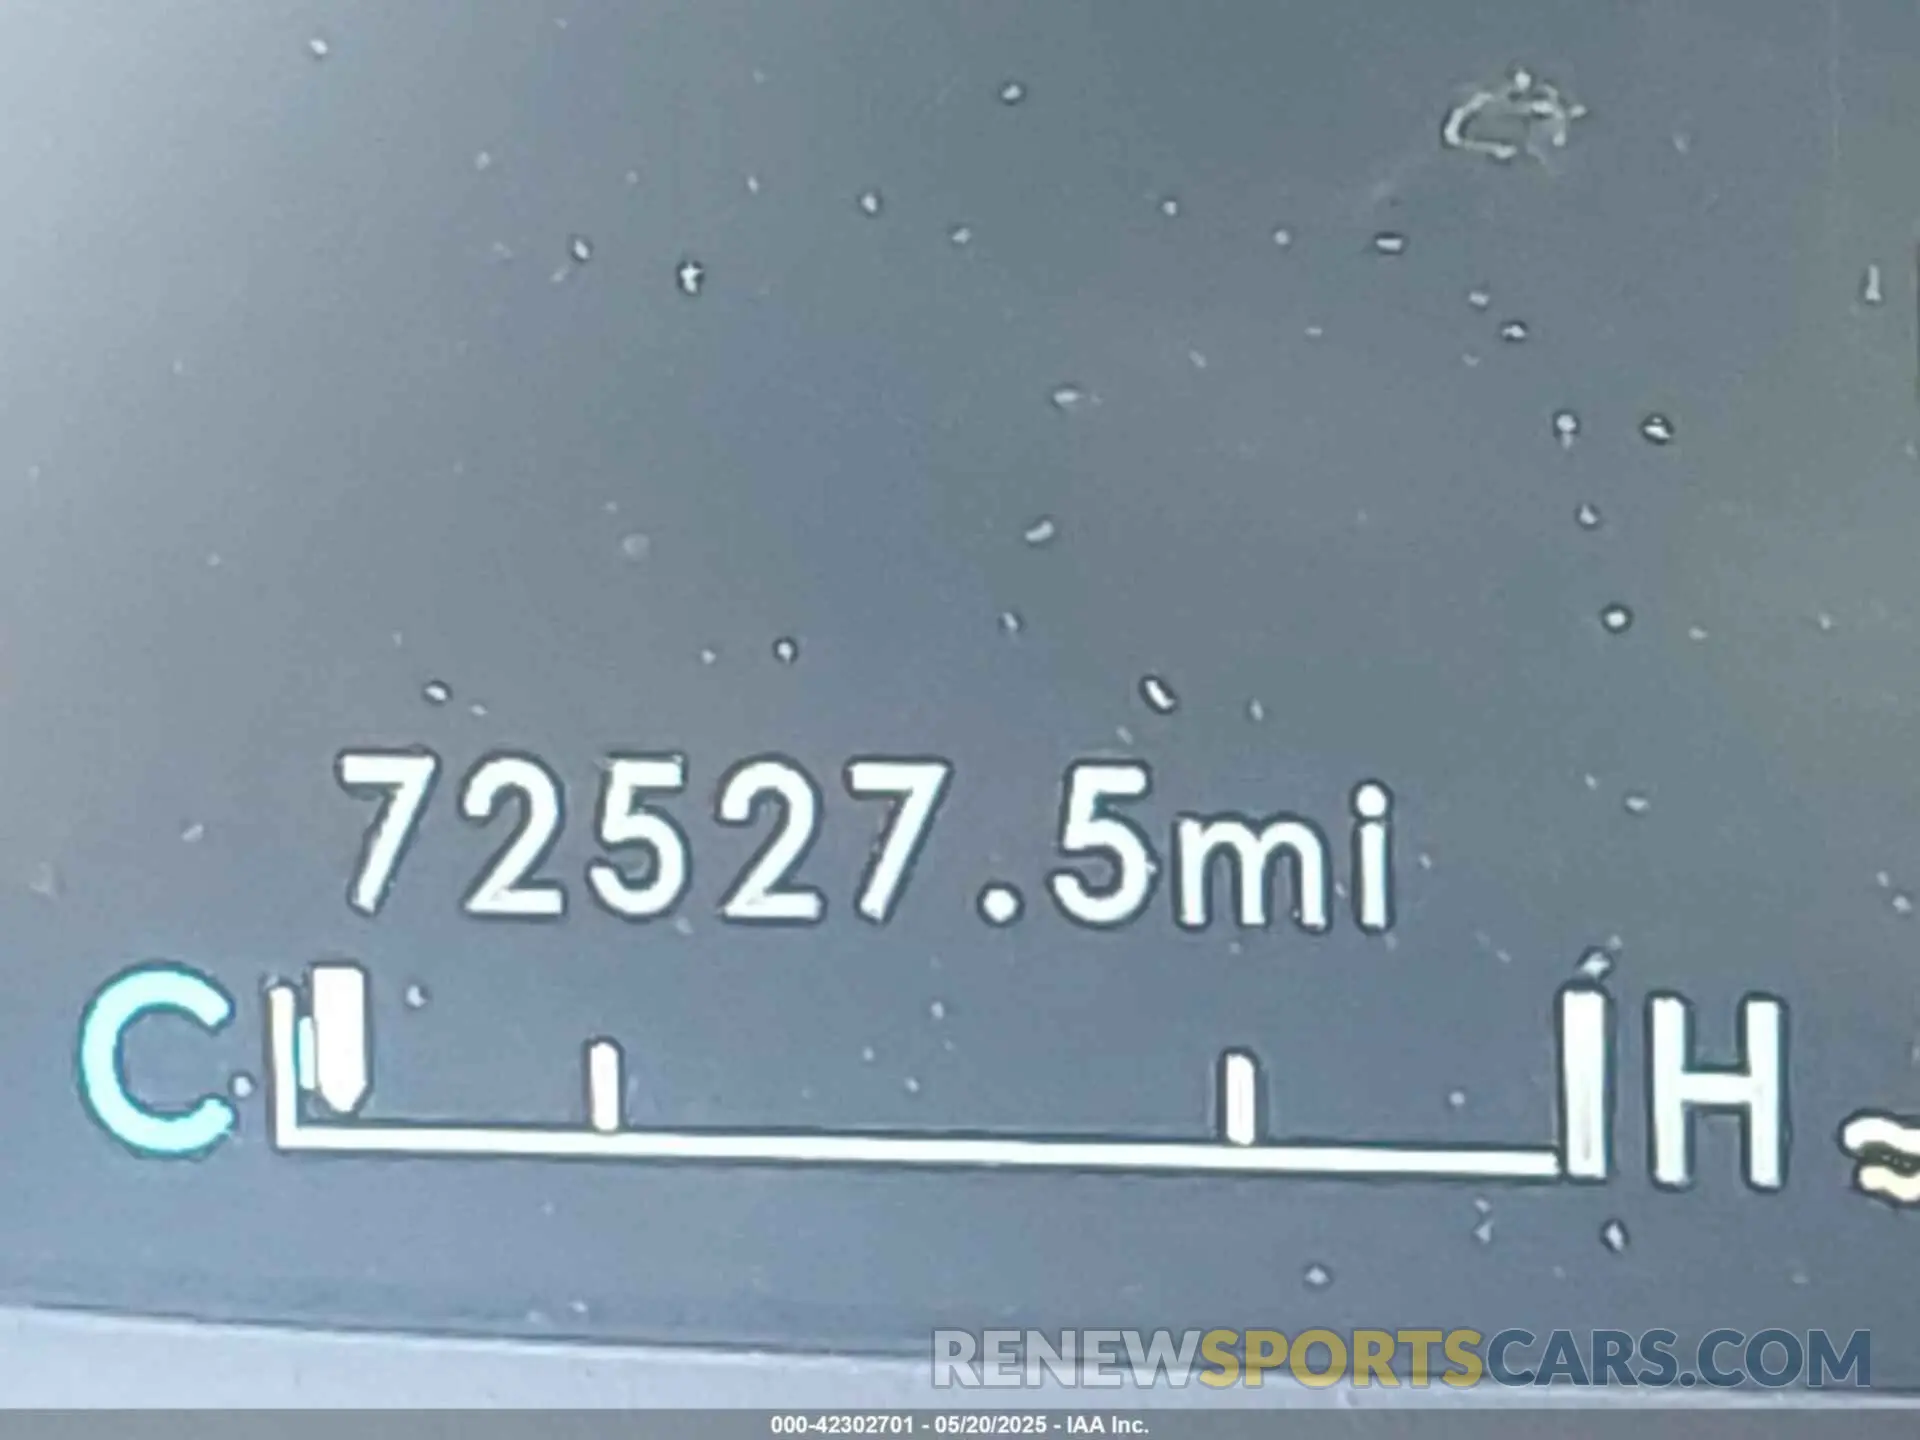 72527.5mi
C H
RENEWSPORTSCARS.COM
000-42302701 - 05/20/2025 - IAA Inc.